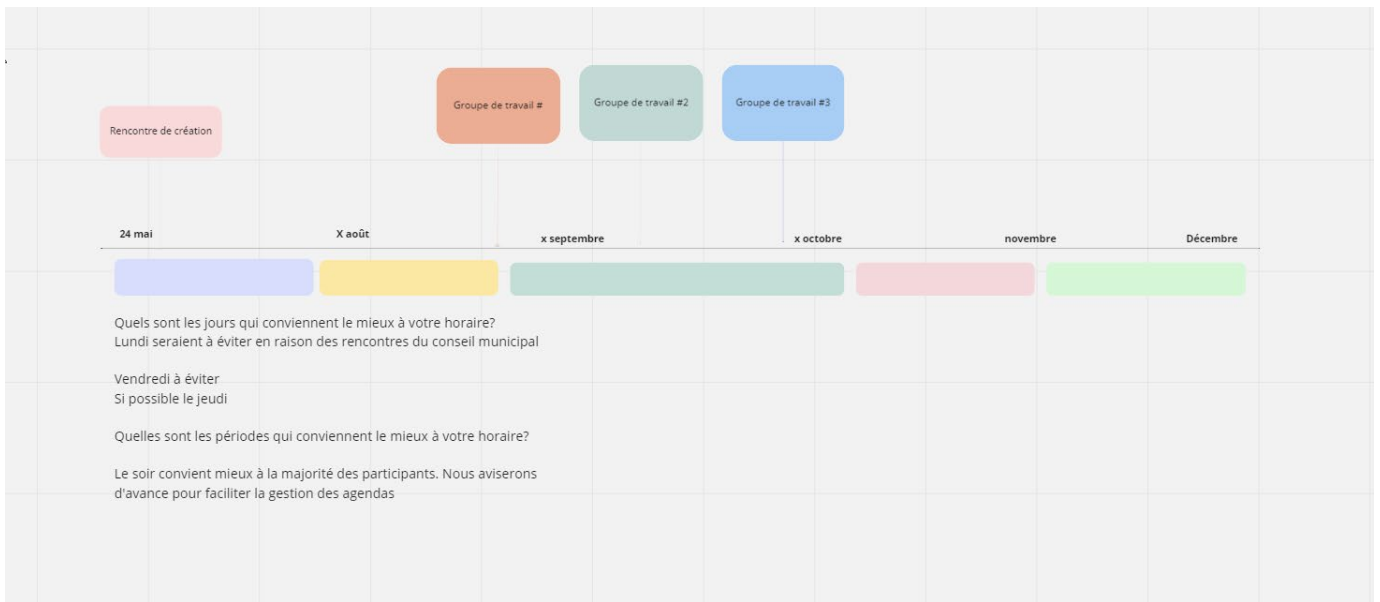 Rencontre de création
Groupe de travail #
Groupe de travail #2
Groupe de travail #3
24 mai
X août
x septembre
x octobre
novembre
Décembre
Quels sont les jours qui conviennent le mieux à votre horaire?
Lundi seraient à éviter en raison des rencontres du conseil municipal
Vendredi à éviter
Si possible le jeudi
Quelles sont les périodes qui conviennent le mieux à votre horaire?
Le soir convient mieux à la majorité des participants. Nous aviserons
d'avance pour faciliter la gestion des agendas